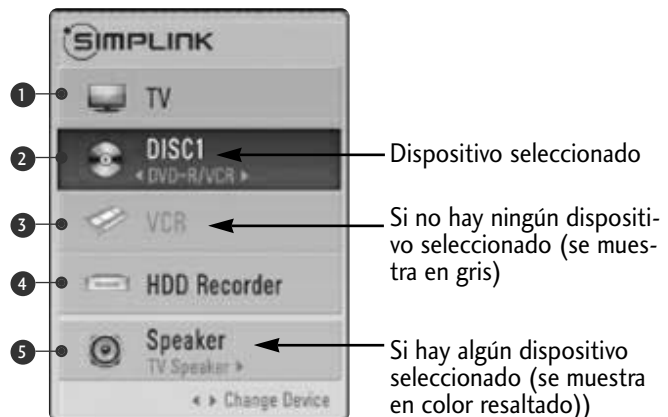 SIMPLINK
1 TV
2 DISC1
◂ DVD-R/VCR ▸
Dispositivo seleccionado
3 VCR
Si no hay ningún dispositi-
vo seleccionado (se mues-
tra en gris)
4 HDD Recorder
5 Speaker
TV Speaker ▸
Si hay algún dispositivo
seleccionado (se muestra
en color resaltado))
◂ ▸ Change Device